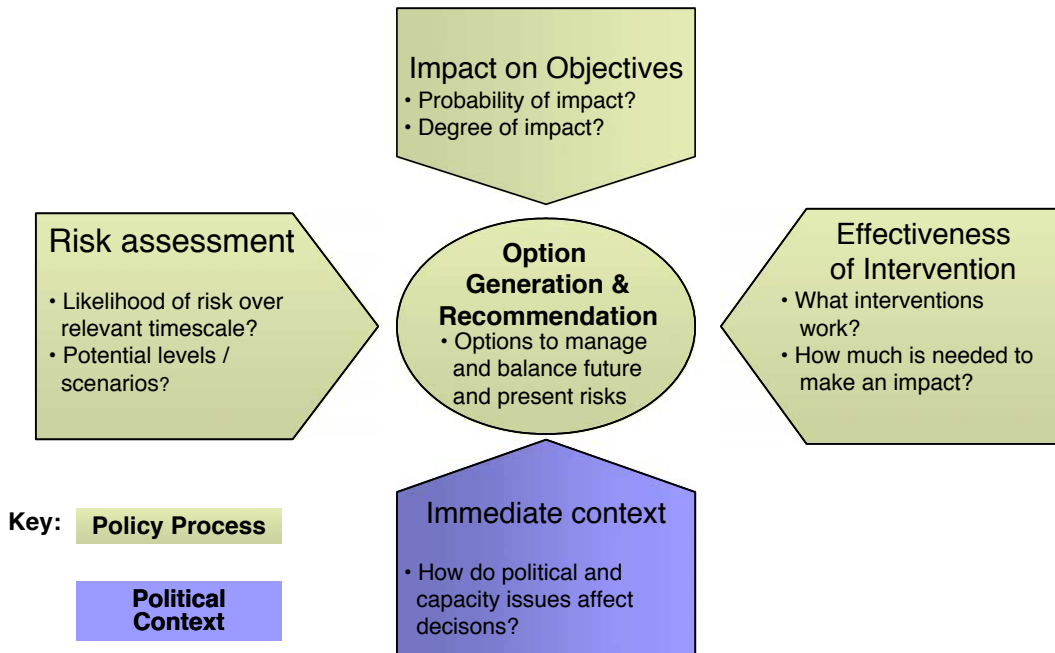 Impact on Objectives
• Probability of impact?
• Degree of impact?
Risk assessment
• Likelihood of risk over
relevant timescale?
• Potential levels /
scenarios?
Option
Generation &
Recommendation
• Options to manage
and balance future
and present risks
Effectiveness
of Intervention
• What interventions
work?
• How much is needed to
make an impact?
Immediate context
• How do political and
capacity issues affect
decisons?
Key:
Policy Process
Political
Context